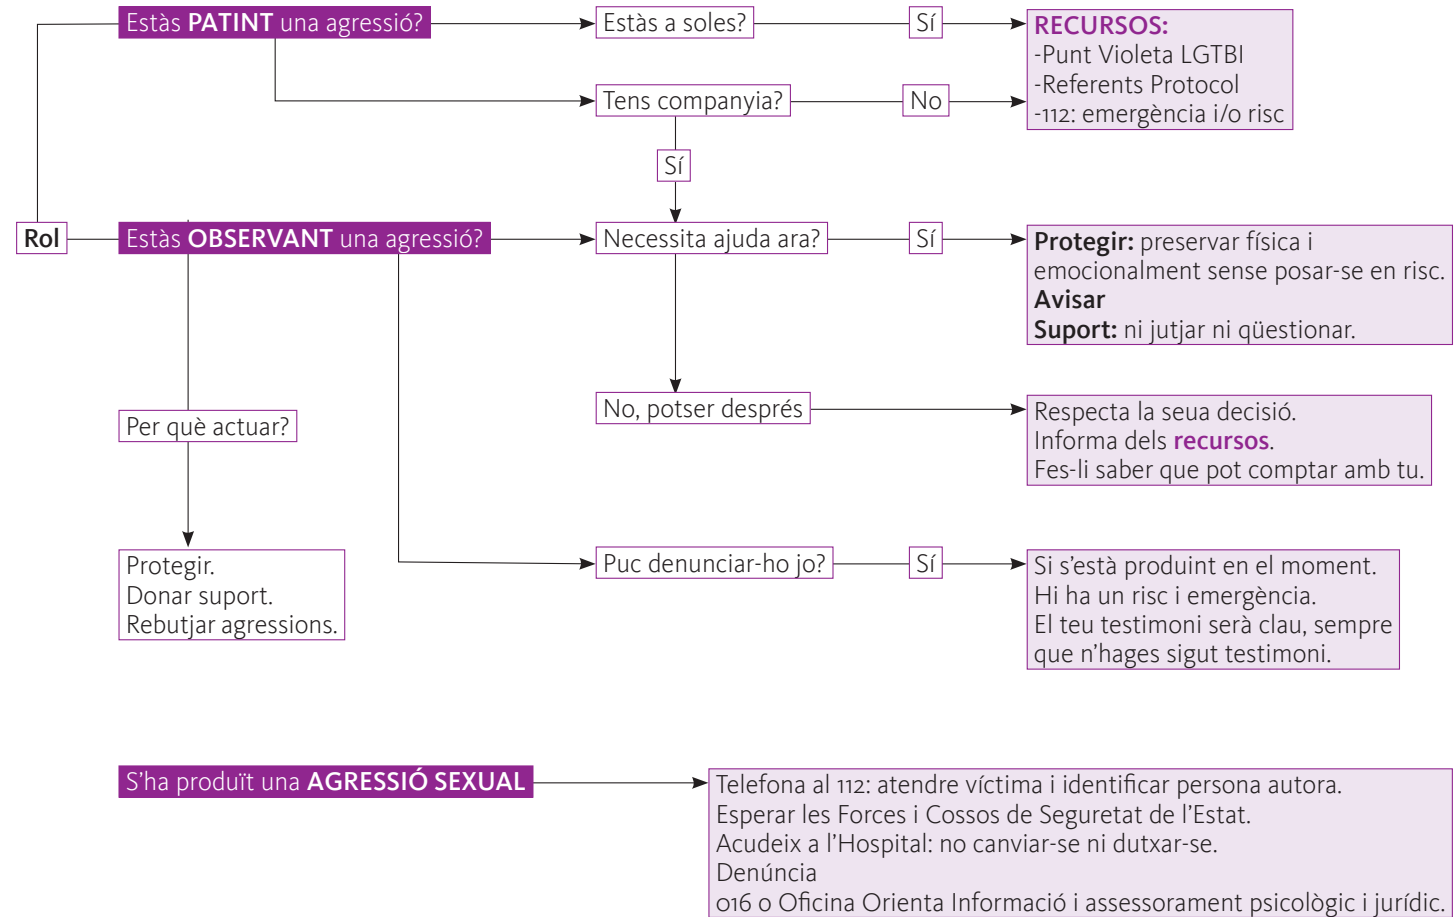 Estàs PATINT una agressió?
Estàs a soles?
Sí
RECURSOS:
-Punt Violeta LGTBI
-Referents Protocol
-112: emergència i/o risc
Tens companyia?
No
Sí
Rol
Estàs OBSERVANT una agressió?
Necessita ajuda ara?
Sí
Protegir: preservar física i
emocionalment sense posar-se en risc.
Avisar
Suport: ni jutjar ni qüestionar.
No, potser després
Respecta la seua decisió.
Informa dels recursos.
Fes-li saber que pot comptar amb tu.
Per què actuar?
Protegir.
Donar suport.
Rebutjar agressions.
Puc denunciar-ho jo?
Sí
Si s’està produint en el moment.
Hi ha un risc i emergència.
El teu testimoni serà clau, sempre
que n’hages sigut testimoni.
S’ha produït una AGRESSIÓ SEXUAL
Telefona al 112: atendre víctima i identificar persona autora.
Esperar les Forces i Cossos de Seguretat de l’Estat.
Acudeix a l’Hospital: no canviar-se ni dutxar-se.
Denúncia
016 o Oficina Orienta Informació i assessorament psicològic i jurídic.